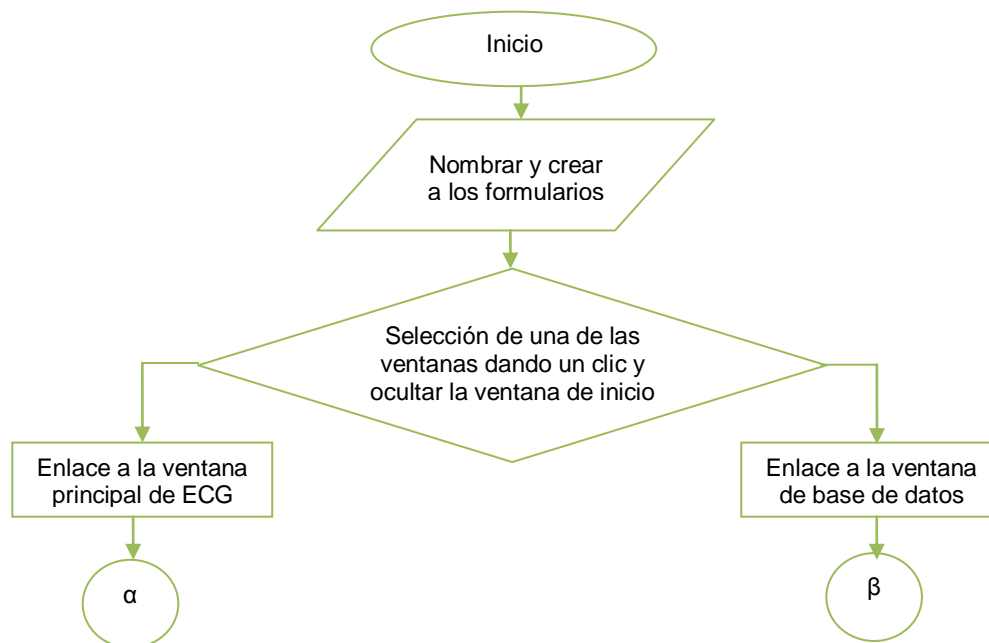 Inicio
Nombrar y crear
a los formularios
Selección de una de las
ventanas dando un clic y
ocultar la ventana de inicio
Enlace a la ventana
principal de ECG
Enlace a la ventana
de base de datos
α
β